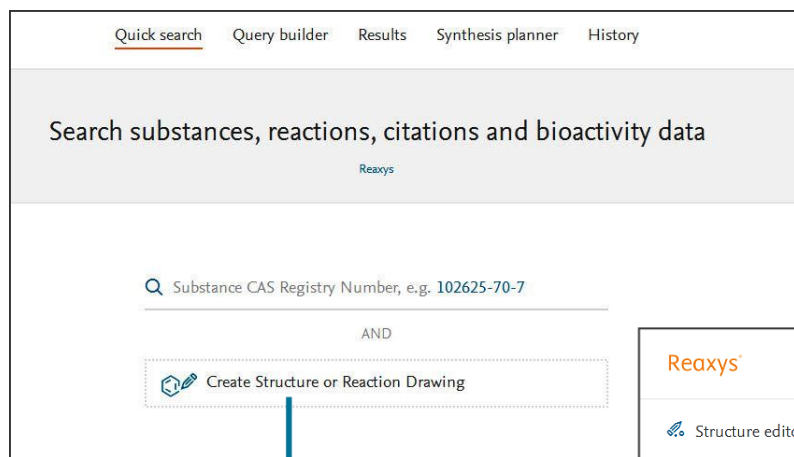 Quick search Query builder Results Synthesis planner History
Search substances, reactions, citations and bioactivity data
Reaxys
Substance CAS Registry Number, e.g. 102625-70-7
AND
Create Structure or Reaction Drawing
Reaxys
Structure